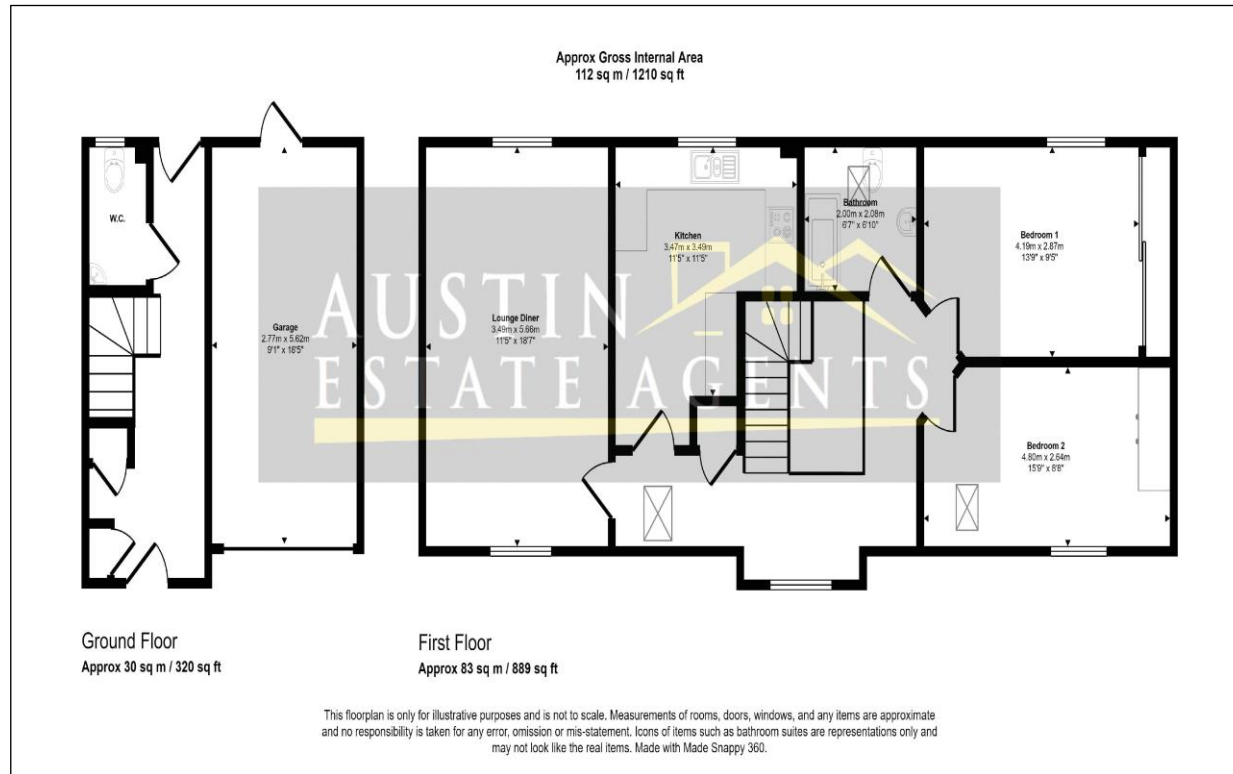 Approx Gross Internal Area
112 sq m / 1210 sq ft
W.C.
Garage
2.77m x 5.62m
9'1" x 18'5"
Lounge Diner
3.49m x 5.66m
11'5" x 18'7"
Kitchen
3.47m x 3.49m
11'5" x 11'5"
Bathroom
2.00m x 2.08m
6'7" x 6'10"
Bedroom 1
4.19m x 2.87m
13'9" x 9'5"
Bedroom 2
4.80m x 2.64m
15'9" x 8'8"
AUSTIN
ESTATE AGENTS
Ground Floor
Approx 30 sq m / 320 sq ft
First Floor
Approx 83 sq m / 889 sq ft
This floorplan is only for illustrative purposes and is not to scale. Measurements of rooms, doors, windows, and any items are approximate
and no responsibility is taken for any error, omission or mis-statement. Icons of items such as bathroom suites are representations only and
may not look like the real items. Made with Made Snappy 360.